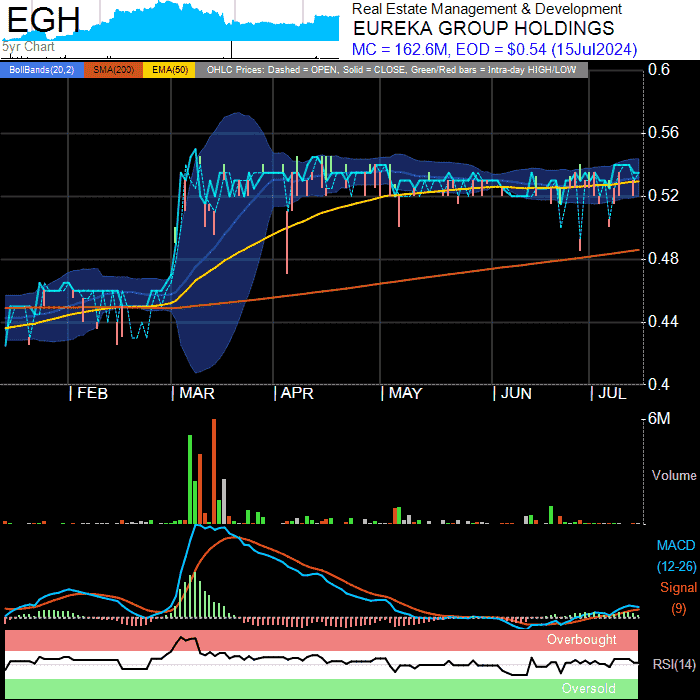 EGH
5yr Chart
Real Estate Management & Development
EUREKA GROUP HOLDINGS
MC = 162.6M, EOD = $0.54 (15Jul2024)
BollBands(20,2) SMA(200) EMA(50) OHLC Prices: Dashed = OPEN, Solid = CLOSE, Green/Red bars = Intra-day HIGH/LOW
0.6
0.56
0.52
0.48
0.44
0.4
FEB MAR APR MAY JUN JUL
6M
Volume
MACD
(12-26)
Signal
(9)
Overbought
RSI(14)
Oversold